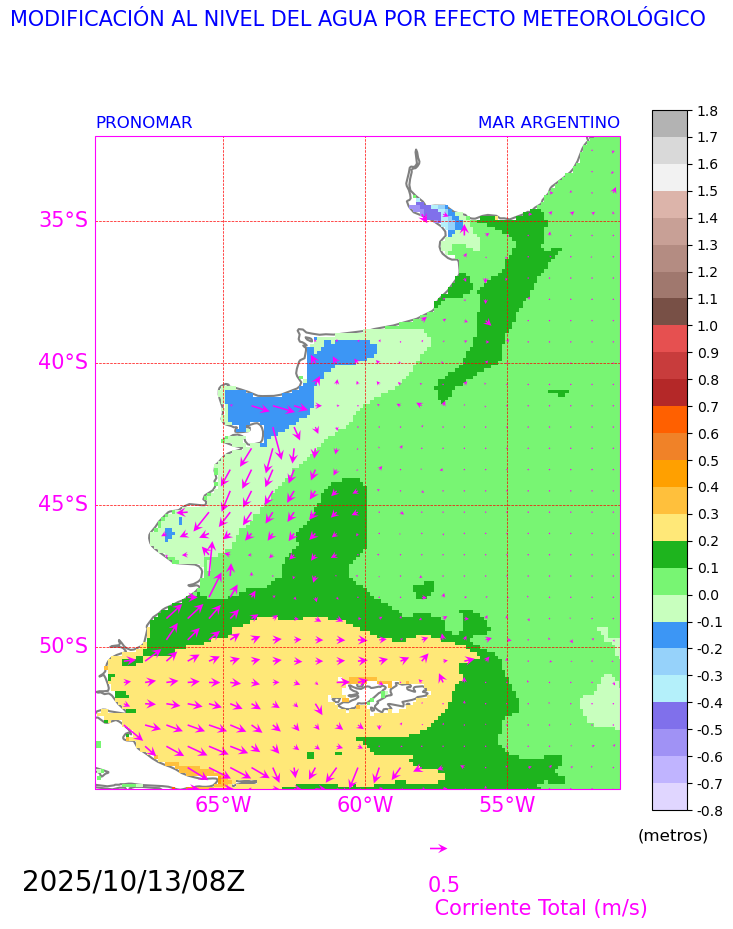 MODIFICACIÓN AL NIVEL DEL AGUA POR EFECTO METEOROLÓGICO
PRONOMAR
MAR ARGENTINO
35°S
40°S
45°S
50°S
65°W
60°W
55°W
1.8
1.7
1.6
1.5
1.4
1.3
1.2
1.1
1.0
0.9
0.8
0.7
0.6
0.5
0.4
0.3
0.2
0.1
0.0
-0.1
-0.2
-0.3
-0.4
-0.5
-0.6
-0.7
-0.8
(metros)
2025/10/13/08Z
0.5
Corriente Total (m/s)